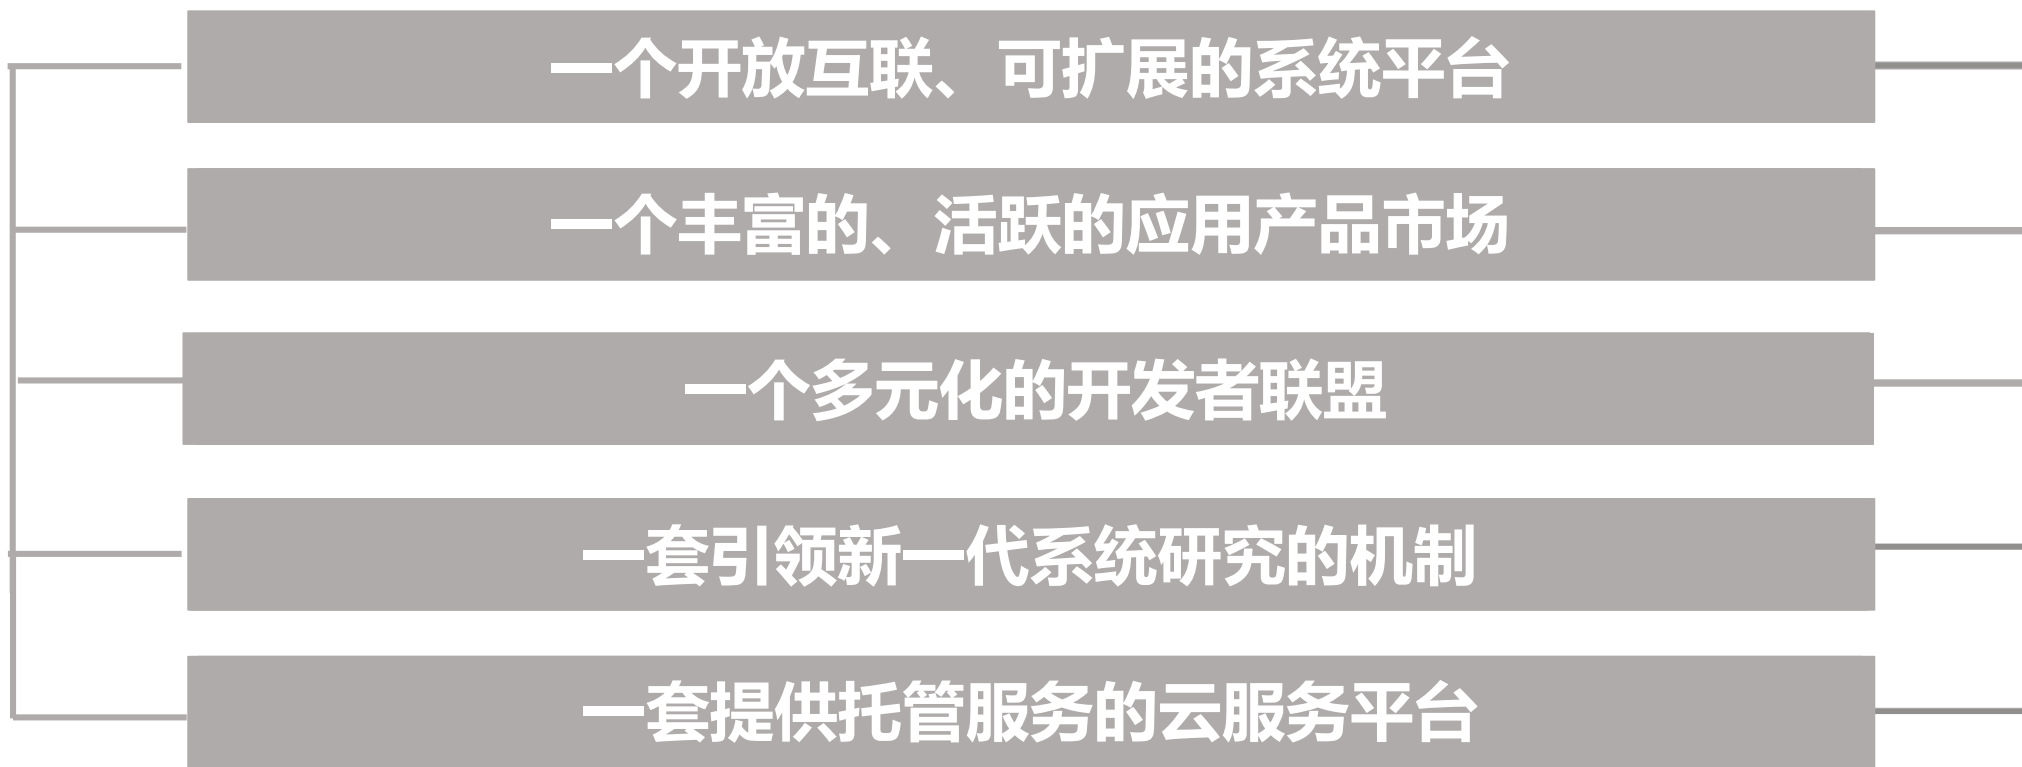 一个开放互联、可扩展的系统平台
一个丰富的、活跃的应用产品市场
一个多元化的开发者联盟
一套引领新一代系统研究的机制
一套提供托管服务的云服务平台